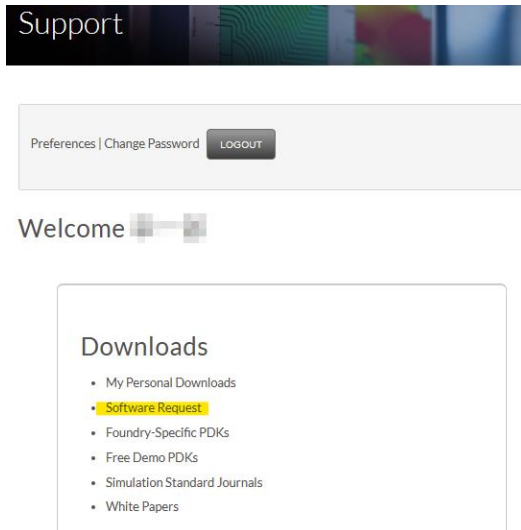 Support
Preferences | Change Password LOGOUT
Welcome
Downloads
• My Personal Downloads
• Software Request
• Foundry-Specific PDKs
• Free Demo PDKs
• Simulation Standard Journals
• White Papers